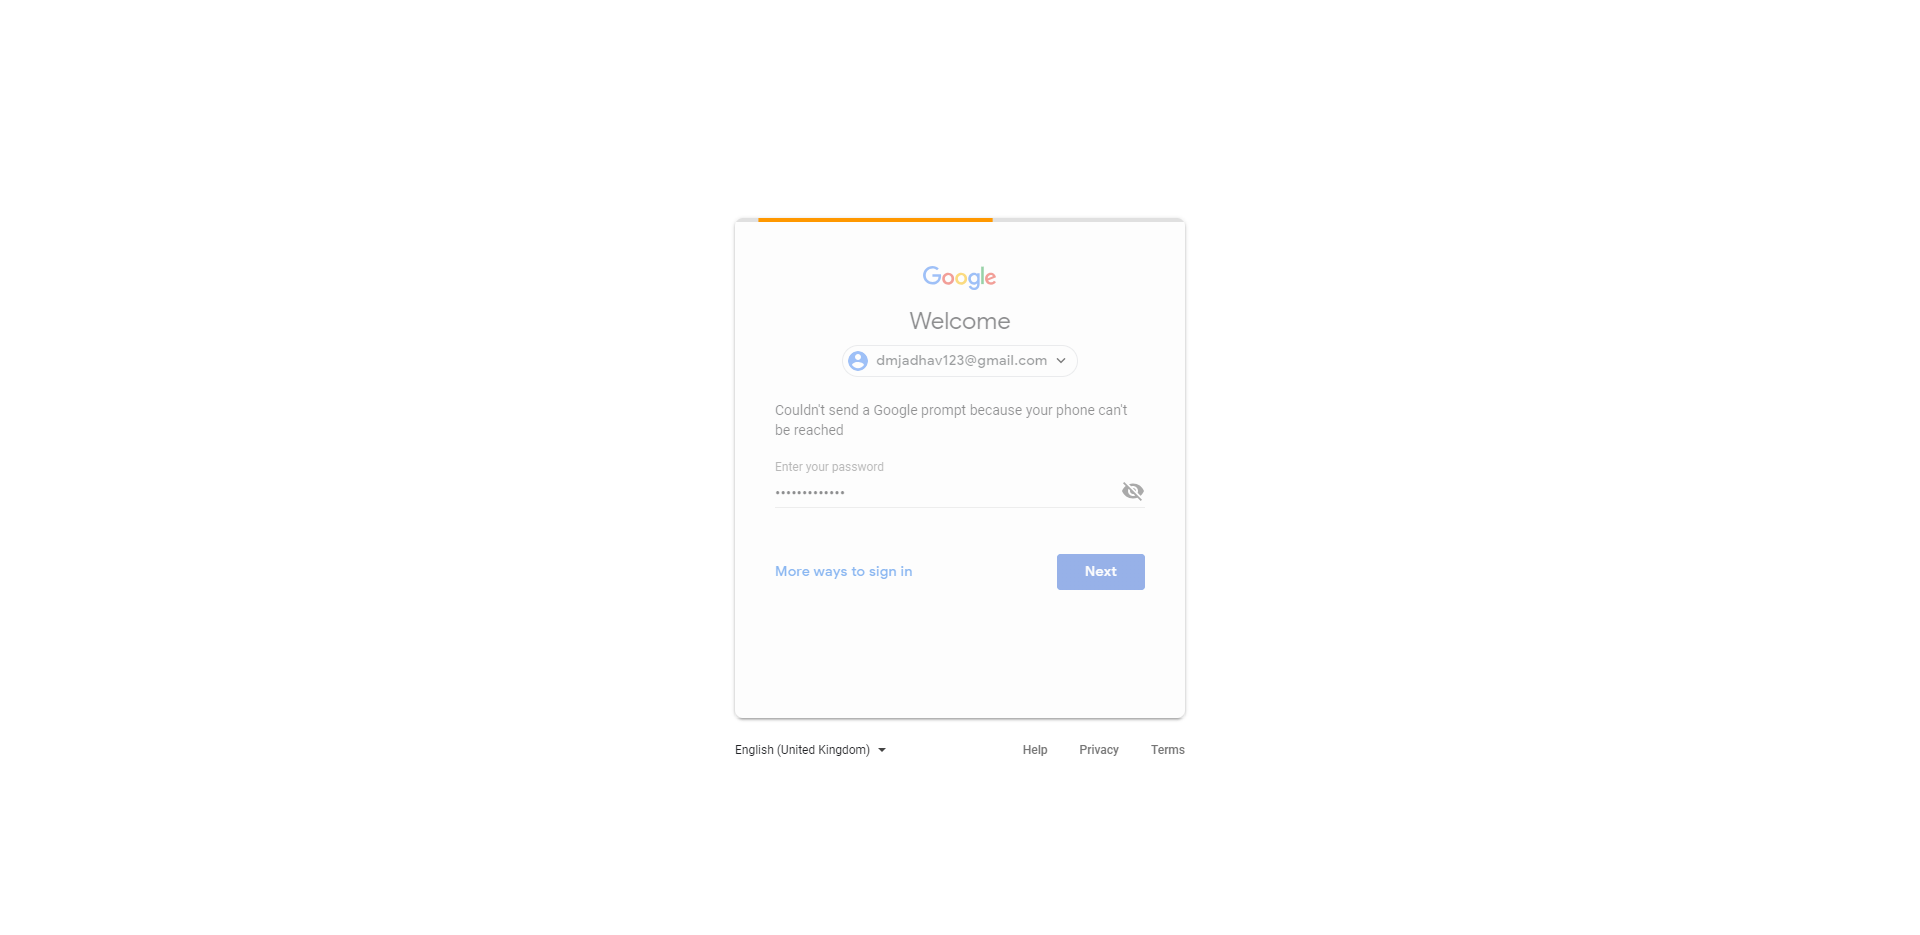 Google
Welcome
dmjadhav123@gmail.com
Couldn't send a Google prompt because your phone can't
be reached
Enter your password
•••••••••••••
More ways to sign in
Next
English (United Kingdom)
Help
Privacy
Terms